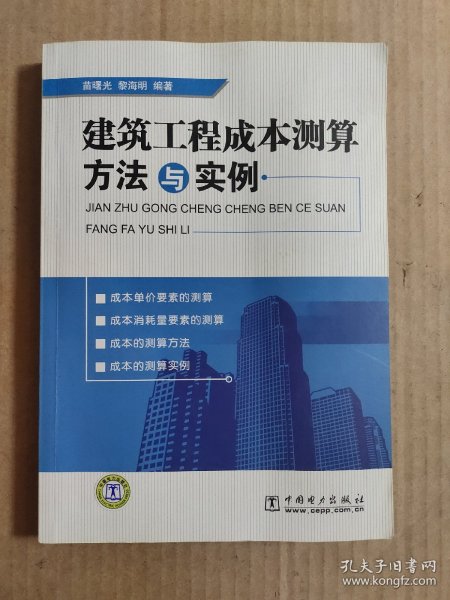 苗曙光 黎海明 编著
建筑工程成本测算
方法与实例
JIAN ZHU GONG CHENG CHENG BEN CE SUAN
FANG FA YU SHI LI
■ 成本单价要素的测算
■ 成本消耗量要素的测算
■ 成本的测算方法
■ 成本的测算实例
中国电力出版社
www.cepp.com.cn
孔夫子旧书网
www.kongfz.com